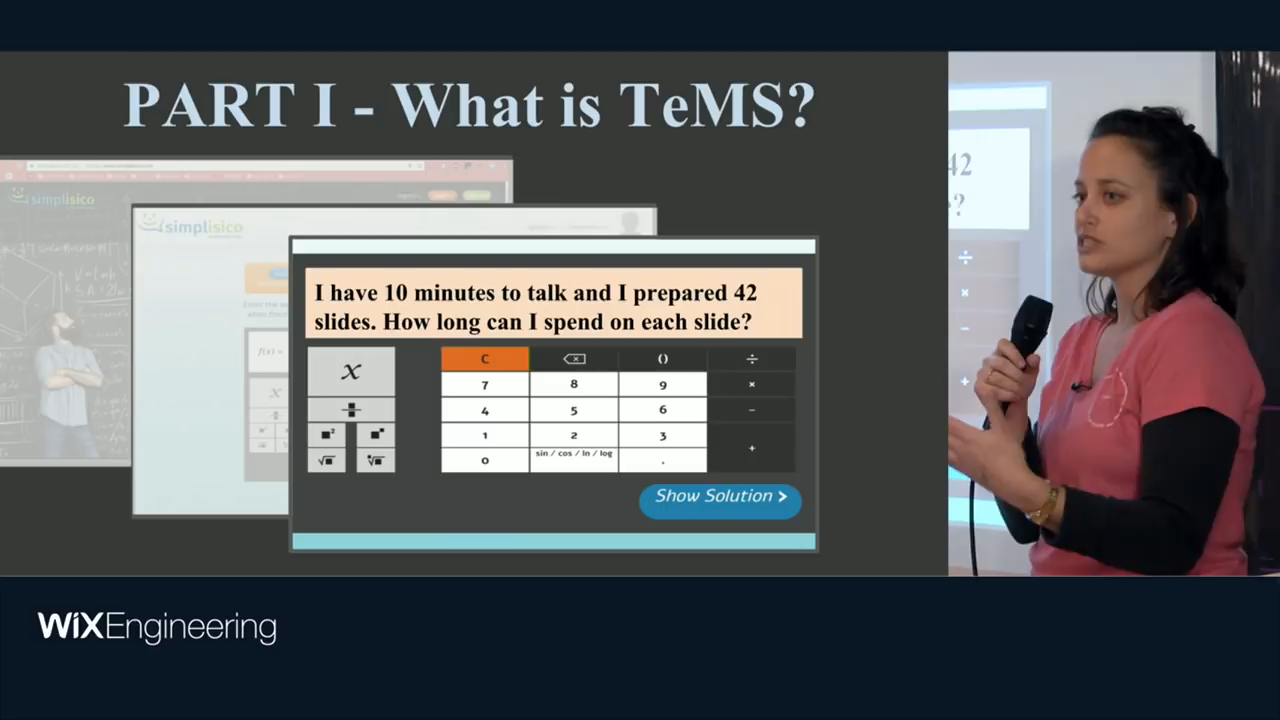 PART I - What is TeMS?
simplisico
simplisico
I have 10 minutes to talk and I prepared 42
slides. How long can I spend on each slide?
f(x) =
x
x
C
()
÷
7
8
9
×
4
5
6
−
1
2
3
+
0
sin / cos / ln / log
.
Show Solution >
42
?
÷
×
−
+
WiXEngineering